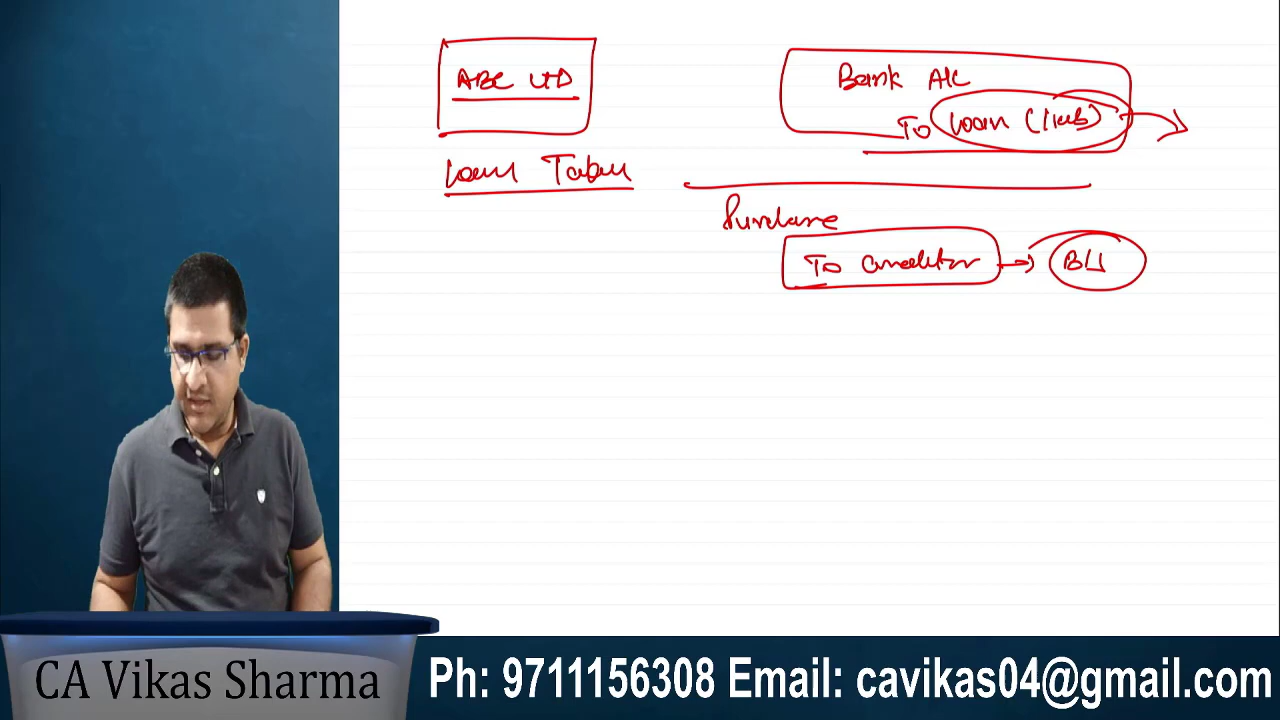 ABC LTD
Loan Taken
Bank A/c
To Loan (Liab)
Purchase
To Creditor
CA Vikas Sharma
Ph: 9711156308 Email: cavikas04@gmail.com